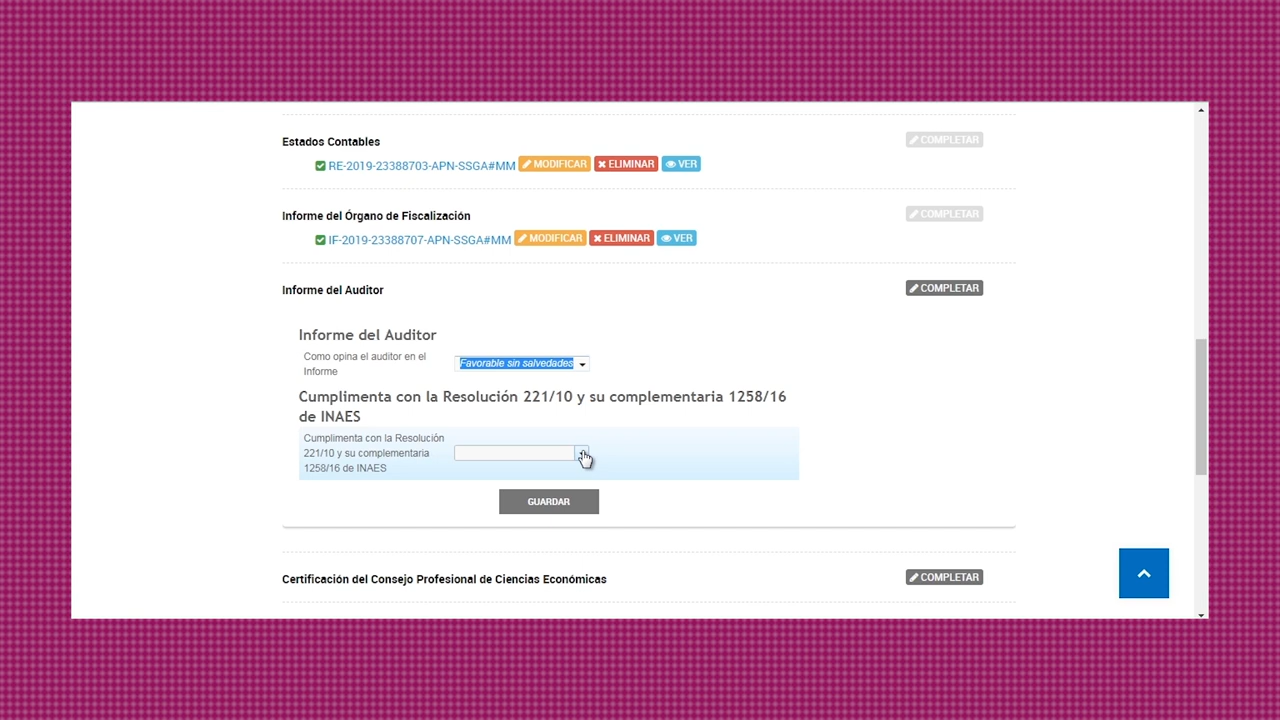 Estados Contables
COMPLETAR
RE-2019-23388703-APN-SSGA#MM MODIFICAR ELIMINAR VER
Informe del Órgano de Fiscalización
COMPLETAR
IF-2019-23388707-APN-SSGA#MM MODIFICAR ELIMINAR VER
Informe del Auditor
COMPLETAR
Informe del Auditor
Como opina el auditor en el
Informe
Favorable sin salvedades
Cumplimenta con la Resolución 221/10 y su complementaria 1258/16
de INAES
Cumplimenta con la Resolución
221/10 y su complementaria
1258/16 de INAES
GUARDAR
Certificación del Consejo Profesional de Ciencias Económicas
COMPLETAR